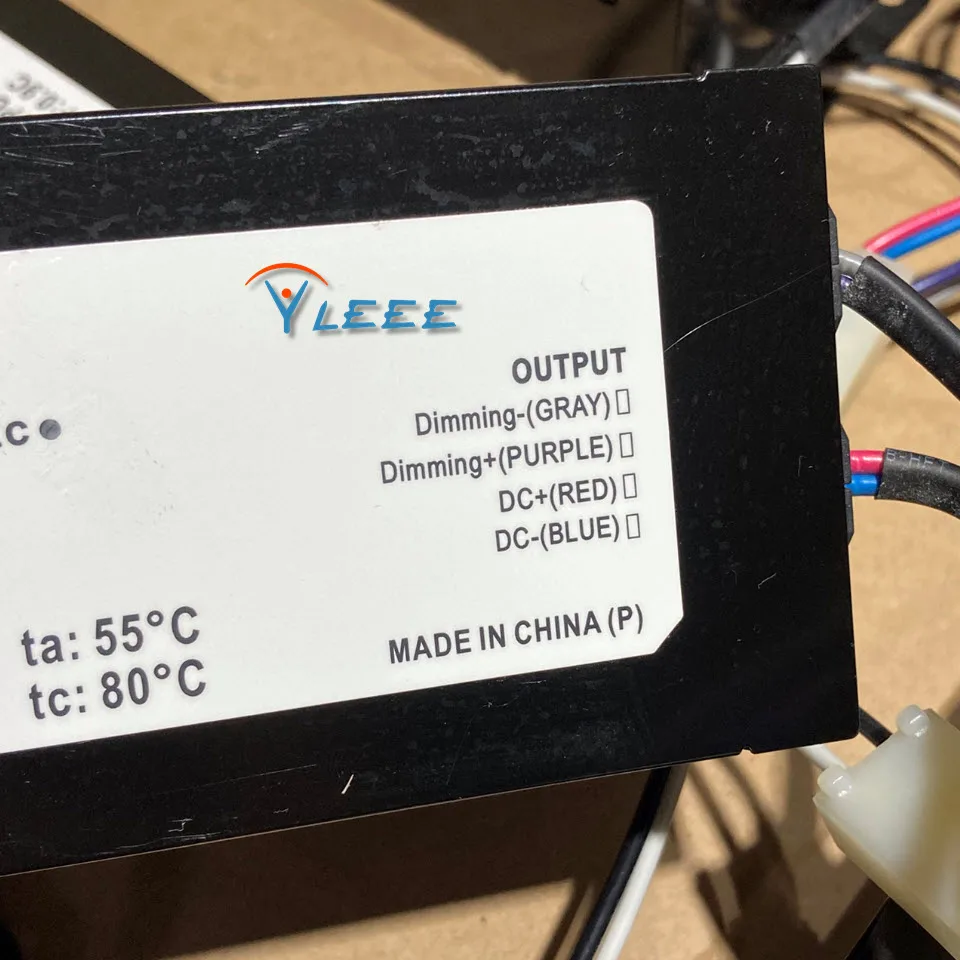 YLEEE
OUTPUT
Dimming-(GRAY)
Dimming+(PURPLE)
DC+(RED)
DC-(BLUE)
ta: 55°C
tc: 80°C
MADE IN CHINA (P)